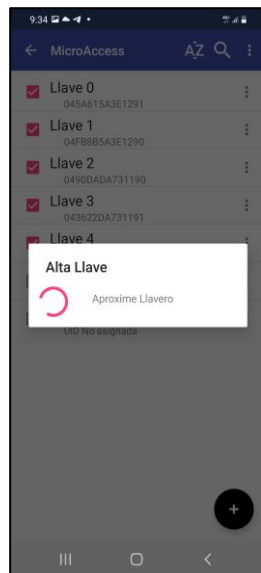 9:34
MicroAccess
AZ
Llave 0
045A615A3E1291
Llave 1
04FB8B5A3E1290
Llave 2
0490DADA731190
Llave 3
043622DA731191
Llave 4
Alta Llave
Aproxime Llavero
UID No asignada